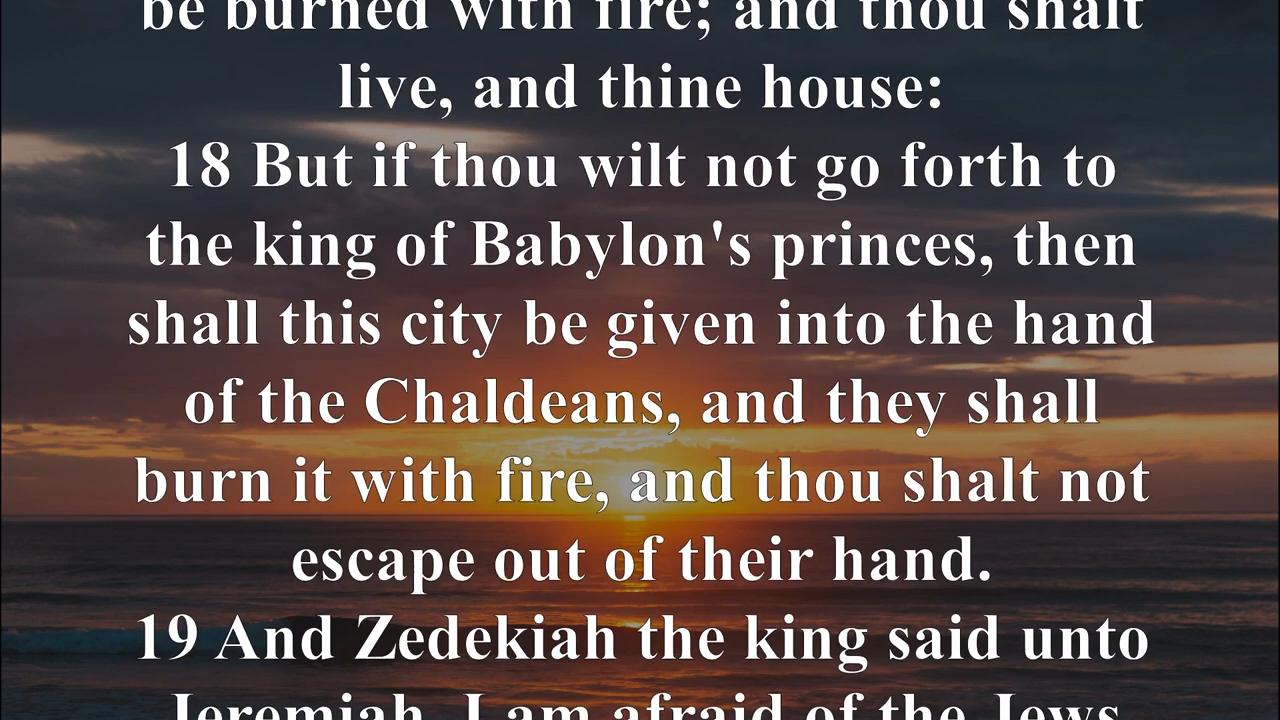 be burned with fire; and thou shalt
live, and thine house:
18 But if thou wilt not go forth to
the king of Babylon's princes, then
shall this city be given into the hand
of the Chaldeans, and they shall
burn it with fire, and thou shalt not
escape out of their hand.
19 And Zedekiah the king said unto
Jeremiah, I am afraid of the Jews